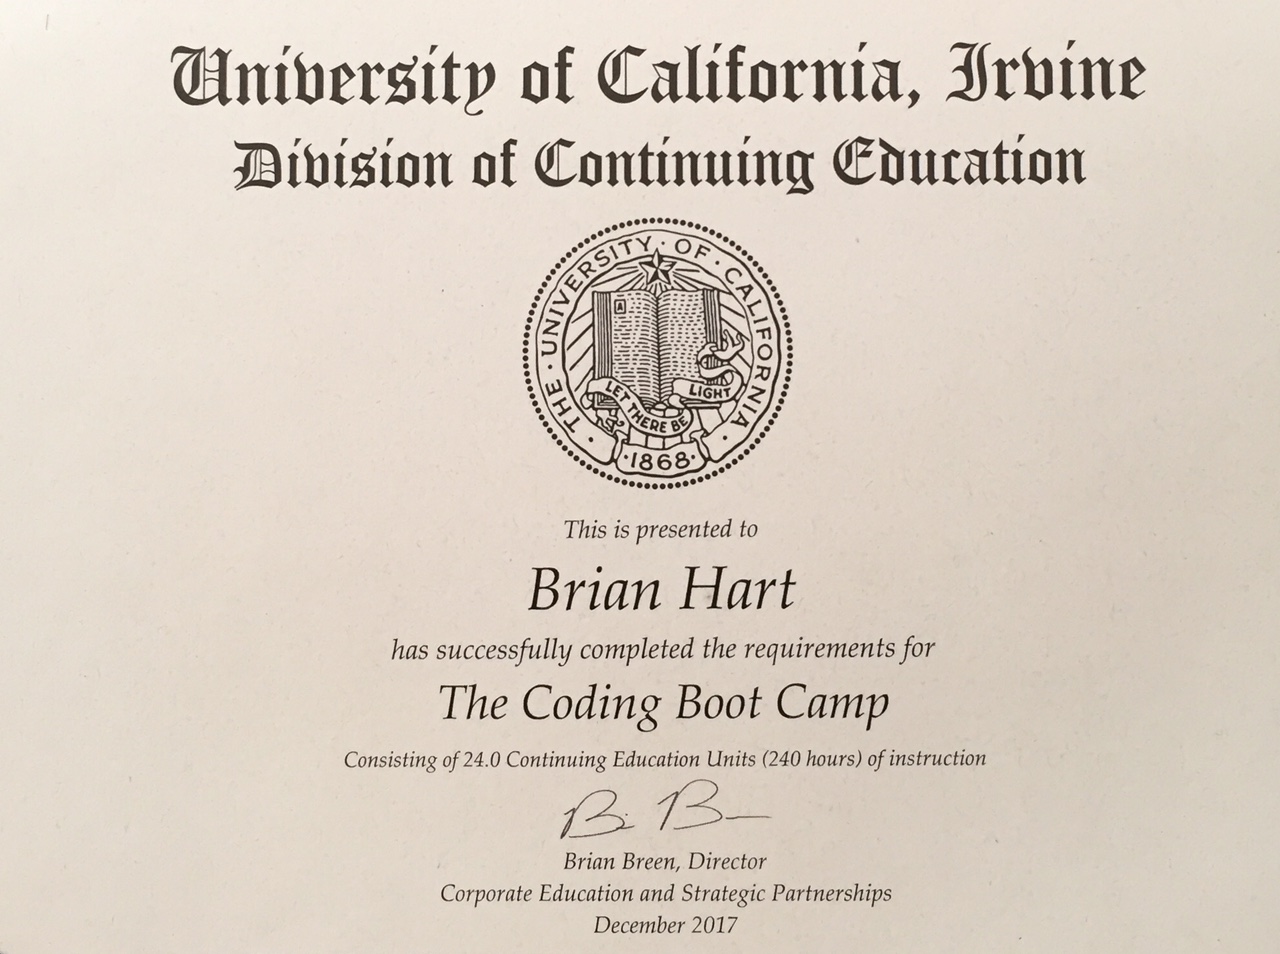 University of California, Irvine
Division of Continuing Education
THE · UNIVERSITY · OF · CALIFORNIA ·
A
LET THERE BE LIGHT
·1868·
This is presented to
Brian Hart
has successfully completed the requirements for
The Coding Boot Camp
Consisting of 24.0 Continuing Education Units (240 hours) of instruction
Brian Breen, Director
Corporate Education and Strategic Partnerships
December 2017